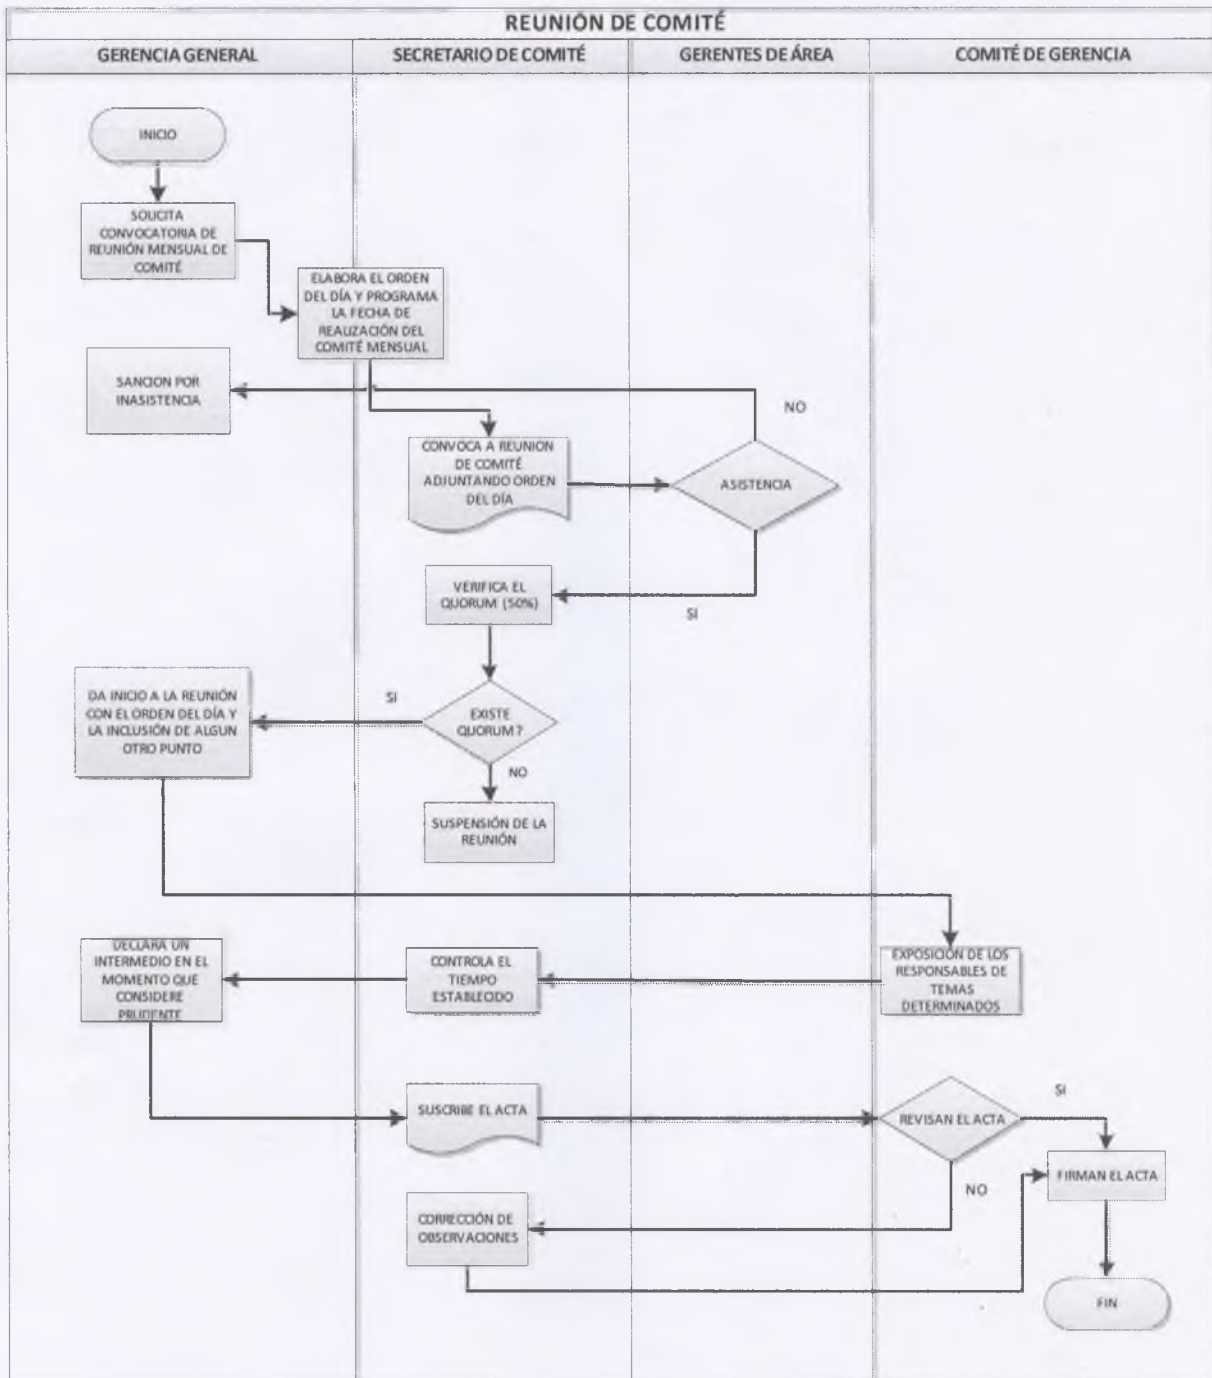 REUNIÓN DE COMITÉ
GERENCIA GENERAL
SECRETARIO DE COMITÉ
GERENTES DE ÁREA
COMITÉ DE GERENCIA
INICIO
SOLICITA
CONVOCATORIA DE
REUNIÓN MENSUAL DE
COMITÉ
ELABORA EL ORDEN
DEL DÍA Y PROGRAMA
LA FECHA DE
REALIZACIÓN DEL
COMITÉ MENSUAL
SANCION POR
INASISTENCIA
NO
CONVOCA A REUNION
DE COMITÉ
ADJUNTANDO ORDEN
DEL DÍA
ASISTENCIA
VERIFICA EL
QUORUM (50%)
SI
DA INICIO A LA REUNIÓN
CON EL ORDEN DEL DÍA Y
LA INCLUSIÓN DE ALGUN
OTRO PUNTO
SI
EXISTE
QUORUM?
NO
SUSPENSIÓN DE LA
REUNIÓN
DECLARA UN
INTERMEDIO EN EL
MOMENTO QUE
CONSIDERE
PRUDENTE
CONTROLA EL
TIEMPO
ESTABLECIDO
EXPOSICIÓN DE LOS
RESPONSABLES DE
TEMAS
DETERMINADOS
SUSCRIBE EL ACTA
REVISAN EL ACTA
SI
FIRMAN EL ACTA
NO
CORRECCIÓN DE
OBSERVACIONES
FIN